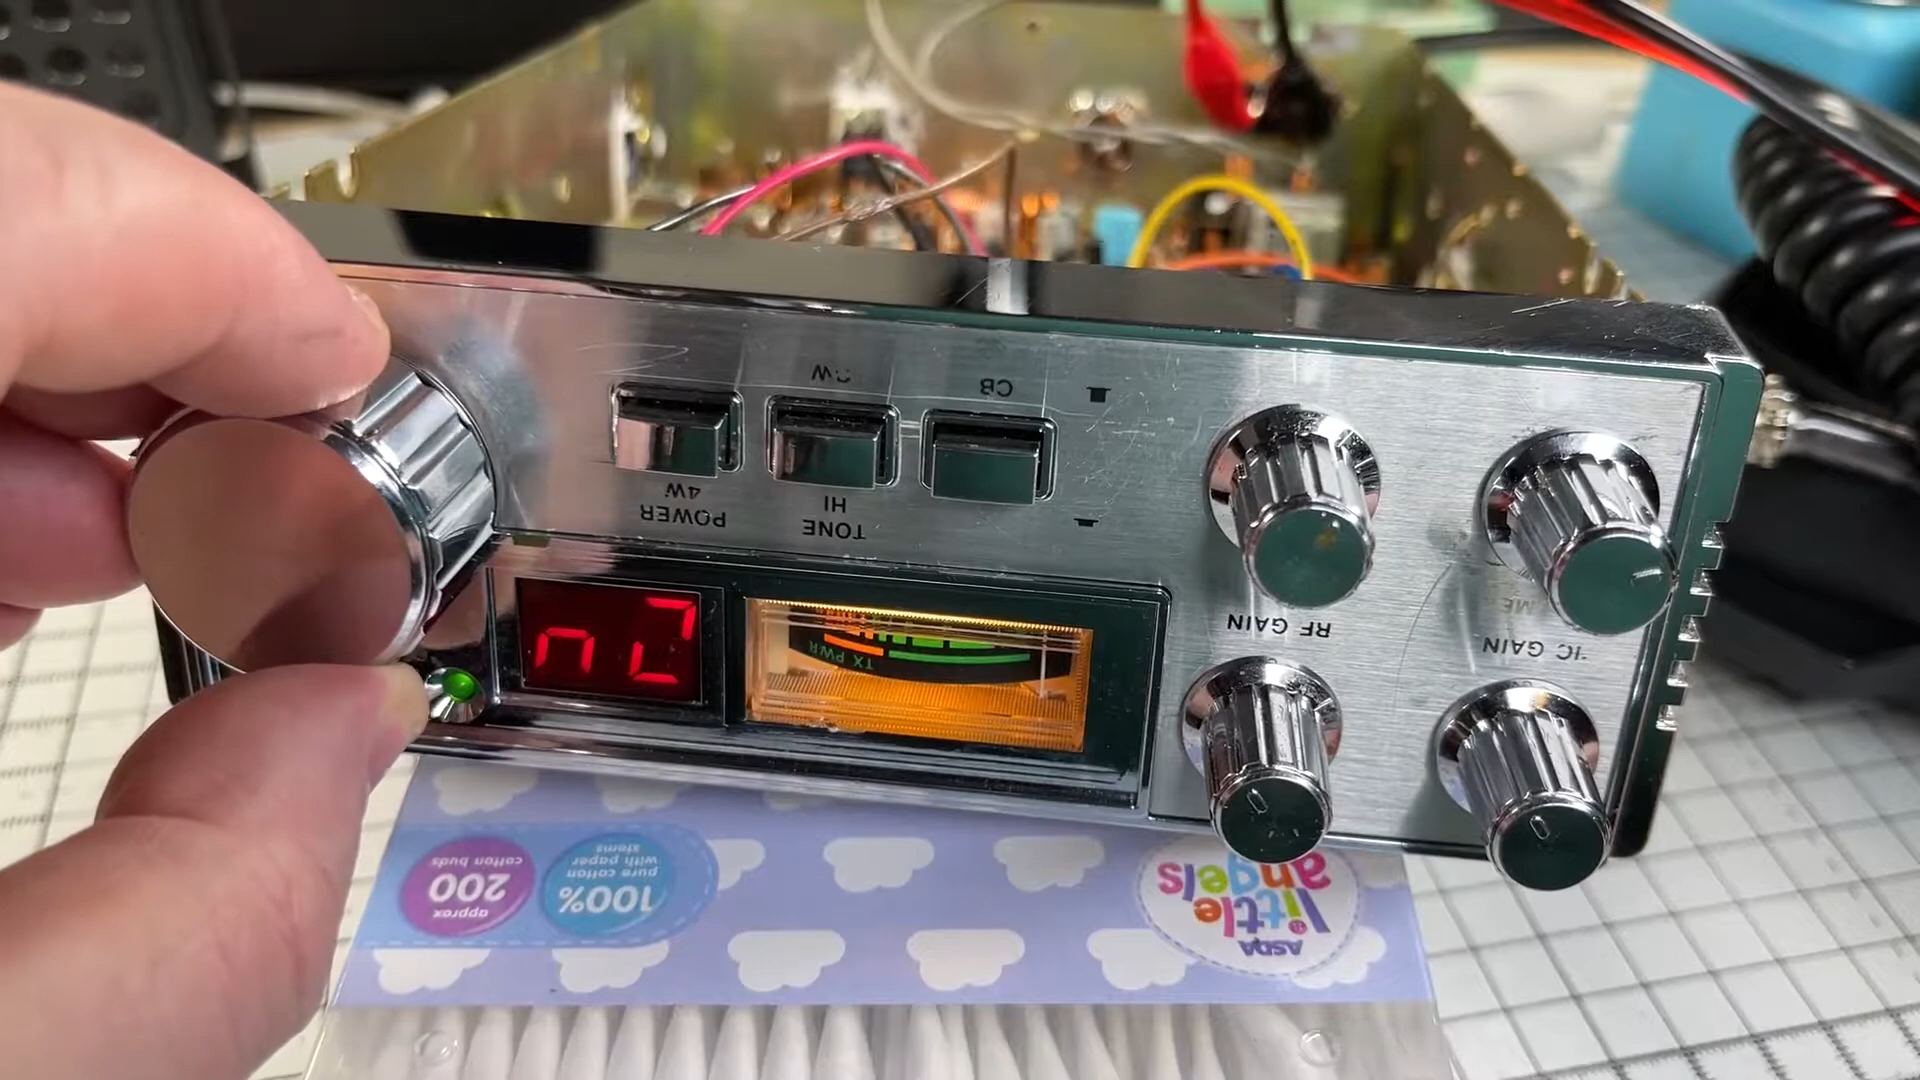 POWER
4W
TONE
HI
CB
TX PWR
RF GAIN
IC GAIN
ASDA
little
angels
100%
pure cotton
with paper
stems
approx
200
cotton buds